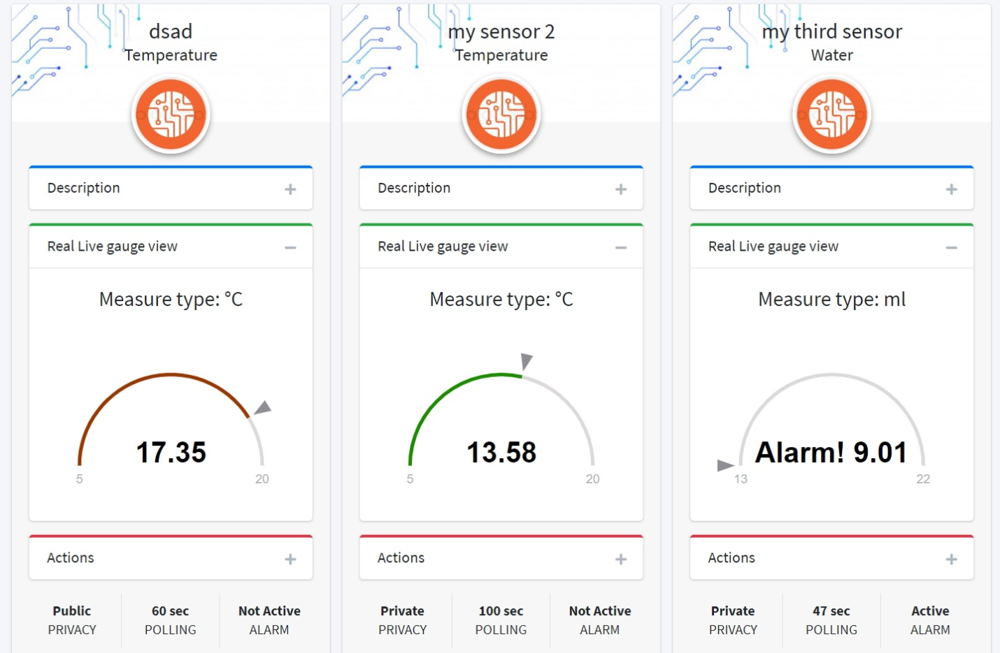 dsad
Temperature
Description
Real Live gauge view
Measure type: °C
17.35
5 20
Actions
Public 60 sec Not Active
PRIVACY POLLING ALARM
my sensor 2
Temperature
Description
Real Live gauge view
Measure type: °C
13.58
5 20
Actions
Private 100 sec Not Active
PRIVACY POLLING ALARM
my third sensor
Water
Description
Real Live gauge view
Measure type: ml
Alarm! 9.01
13 22
Actions
Private 47 sec Active
PRIVACY POLLING ALARM